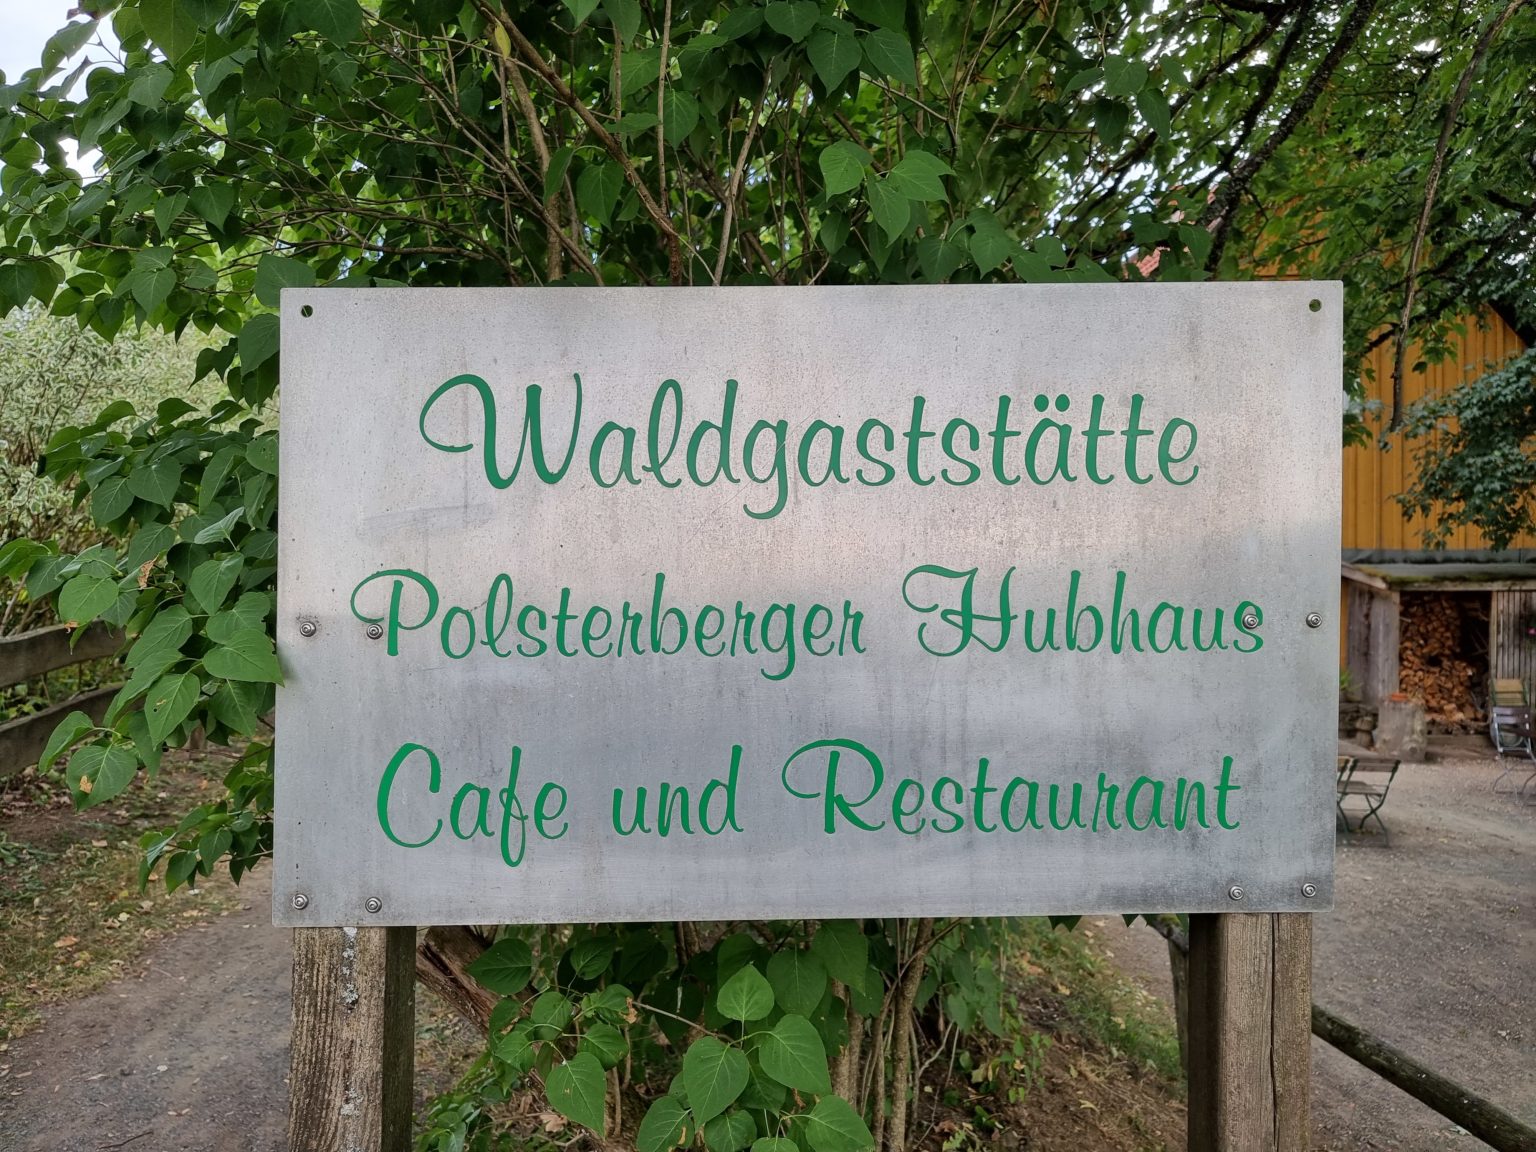 Waldgaststätte
Polsterberger Hubhaus
Cafe und Restaurant